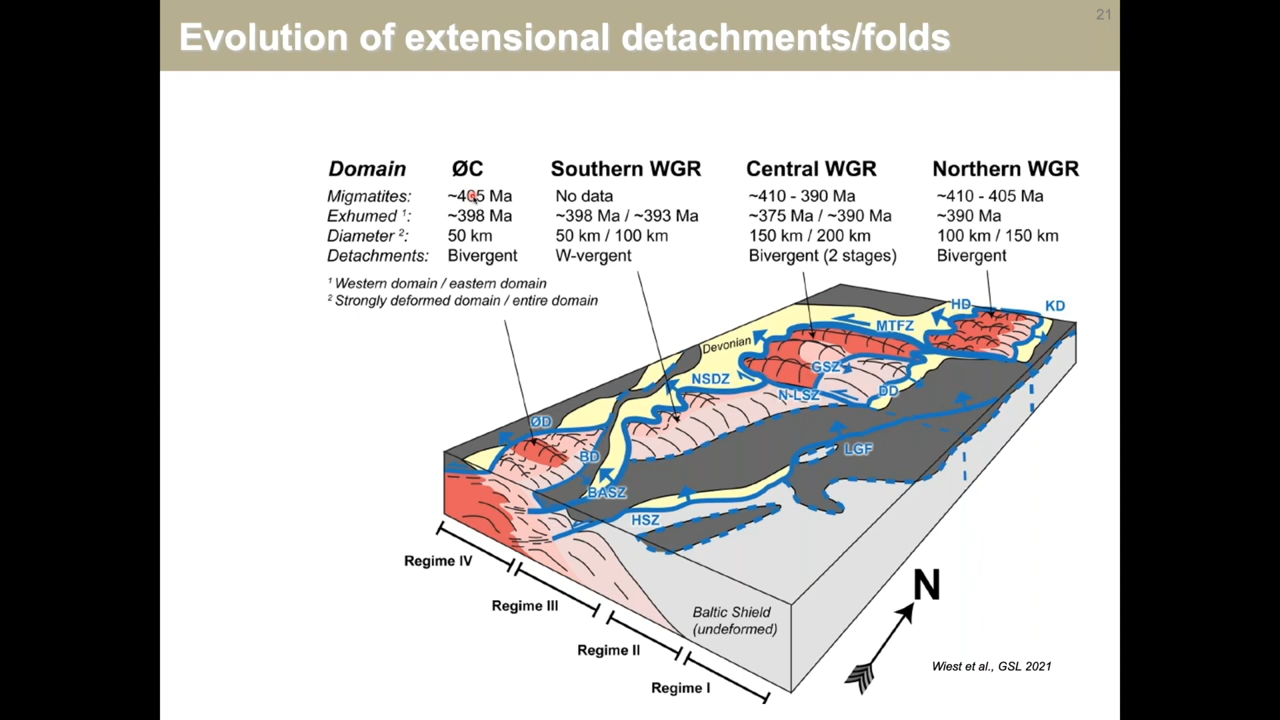 21
Evolution of extensional detachments/folds
Domain ØC Southern WGR Central WGR Northern WGR
Migmatites: ~405 Ma No data ~410 - 390 Ma ~410 - 405 Ma
Exhumed ¹: ~398 Ma ~398 Ma / ~393 Ma ~375 Ma / ~390 Ma ~390 Ma
Diameter ²: 50 km 50 km / 100 km 150 km / 200 km 100 km / 150 km
Detachments: Bivergent W-vergent Bivergent (2 stages) Bivergent
¹ Western domain / eastern domain
² Strongly deformed domain / entire domain
HD
KD
MTFZ
Devonian
GSZ
NSDZ
N-LSZ
DD
ØD
BD
LGF
BASZ
HSZ
Regime IV
Regime III
Regime II
Regime I
Baltic Shield
(undeformed)
N
Wiest et al., GSL 2021